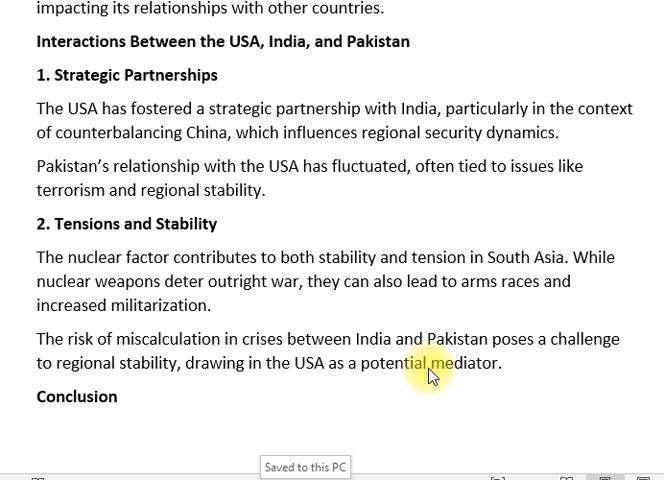 impacting its relationships with other countries.
Interactions Between the USA, India, and Pakistan
1. Strategic Partnerships
The USA has fostered a strategic partnership with India, particularly in the context
of counterbalancing China, which influences regional security dynamics.
Pakistan’s relationship with the USA has fluctuated, often tied to issues like
terrorism and regional stability.
2. Tensions and Stability
The nuclear factor contributes to both stability and tension in South Asia. While
nuclear weapons deter outright war, they can also lead to arms races and
increased militarization.
The risk of miscalculation in crises between India and Pakistan poses a challenge
to regional stability, drawing in the USA as a potential mediator.
Conclusion
Saved to this PC